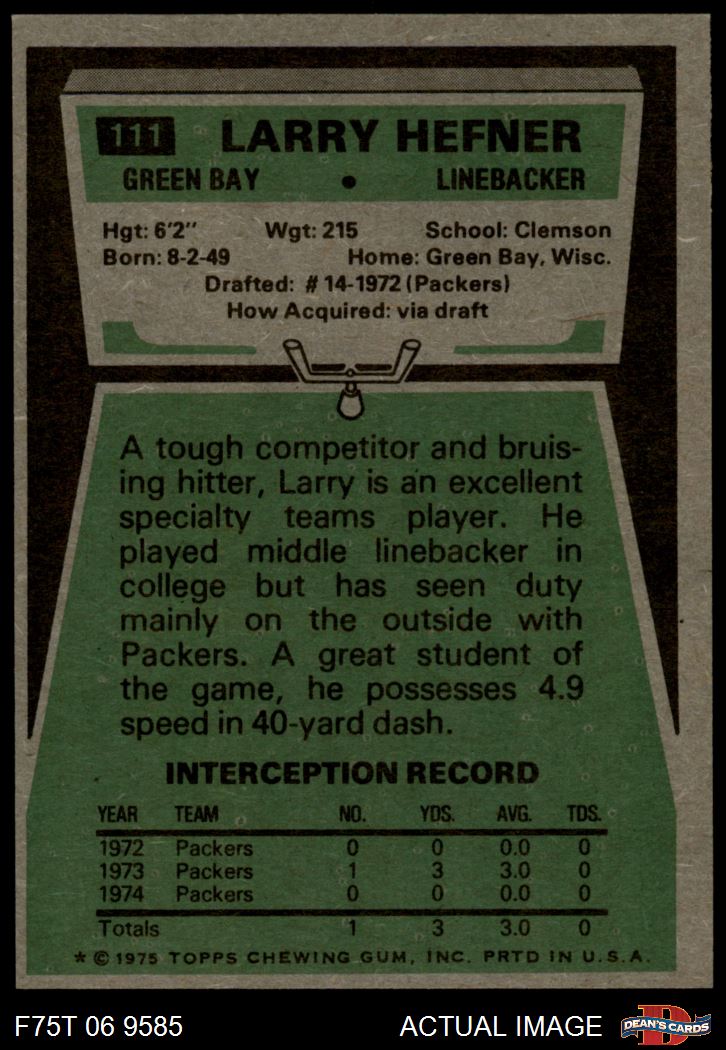 111 LARRY HEFNER
GREEN BAY • LINEBACKER
Hgt: 6'2" Wgt: 215 School: Clemson
Born: 8-2-49 Home: Green Bay, Wisc.
Drafted: # 14-1972 (Packers)
How Acquired: via draft
A tough competitor and bruis-
ing hitter, Larry is an excellent
specialty teams player. He
played middle linebacker in
college but has seen duty
mainly on the outside with
Packers. A great student of
the game, he possesses 4.9
speed in 40-yard dash.
INTERCEPTION RECORD
YEAR TEAM NO. YDS. AVG. TDS.
1972 Packers 0 0 0.0 0
1973 Packers 1 3 3.0 0
1974 Packers 0 0 0.0 0
Totals 1 3 3.0 0
* © 1975 TOPPS CHEWING GUM, INC. PRTD IN U.S.A.
F75T 06 9585 ACTUAL IMAGE D DEAN'S CARDS